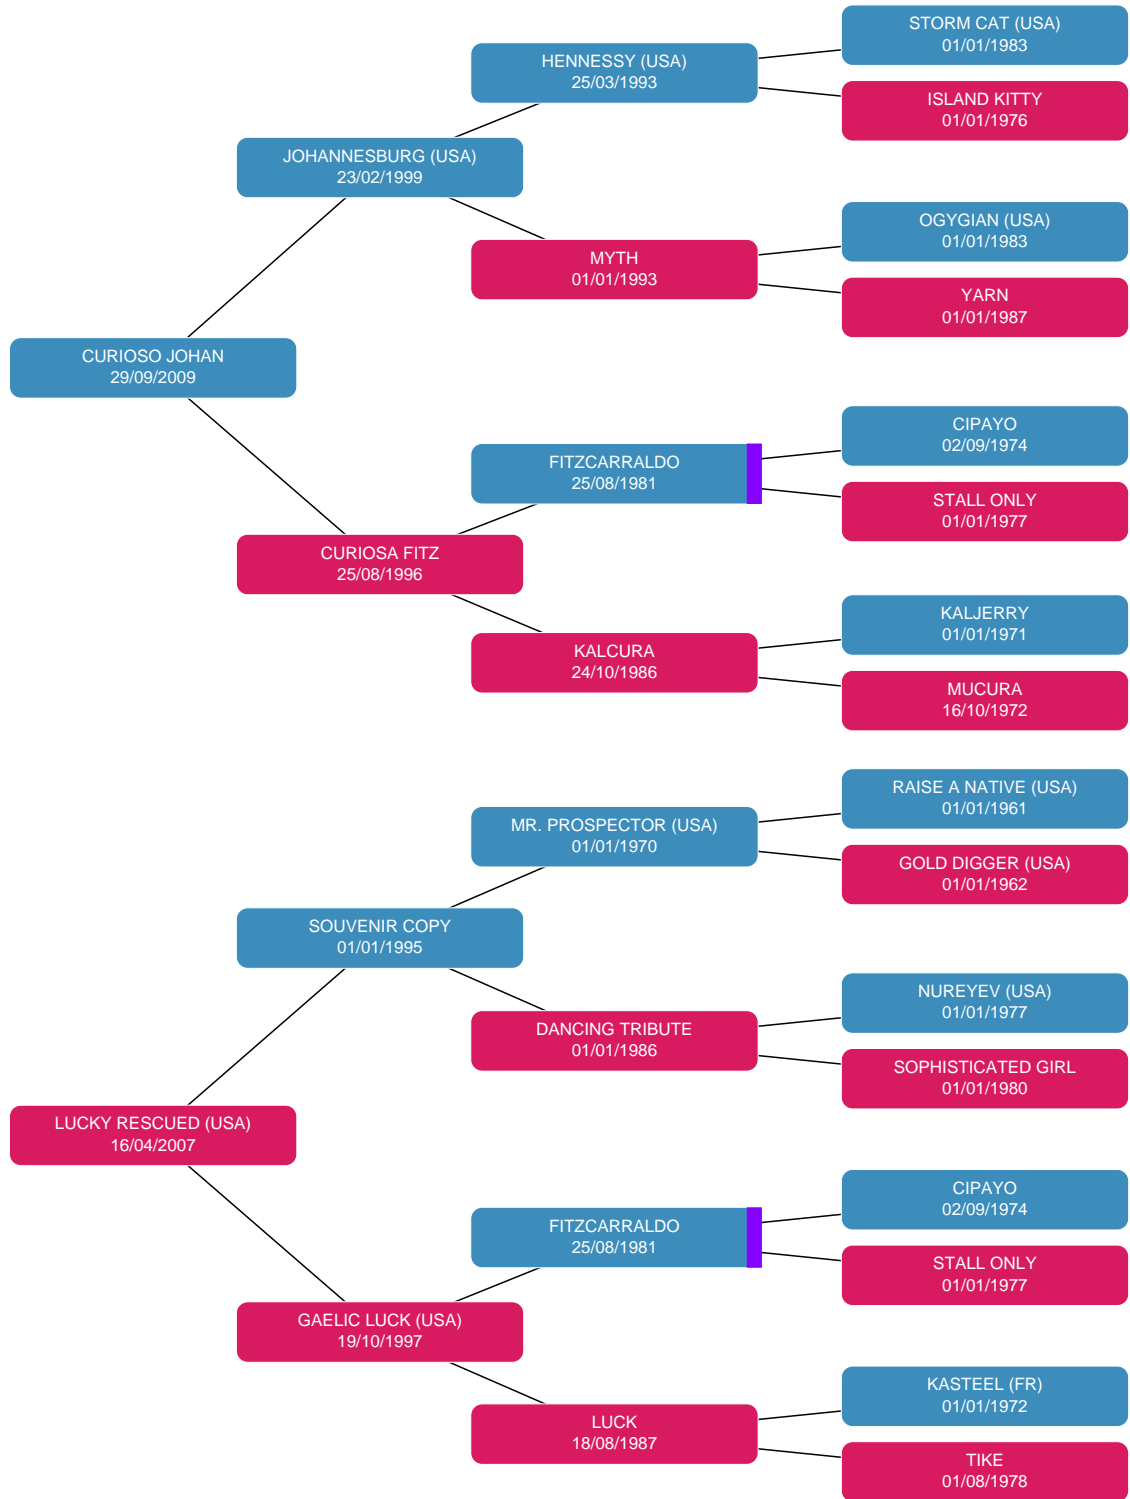 STORM CAT (USA)
01/01/1983
HENNESSY (USA)
25/03/1993
ISLAND KITTY
01/01/1976
JOHANNESBURG (USA)
23/02/1999
OGYGIAN (USA)
01/01/1983
MYTH
01/01/1993
YARN
01/01/1987
CURIOSO JOHAN
29/09/2009
CIPAYO
02/09/1974
FITZCARRALDO
25/08/1981
STALL ONLY
01/01/1977
CURIOSA FITZ
25/08/1996
KALJERRY
01/01/1971
KALCURA
24/10/1986
MUCURA
16/10/1972
RAISE A NATIVE (USA)
01/01/1961
MR. PROSPECTOR (USA)
01/01/1970
GOLD DIGGER (USA)
01/01/1962
SOUVENIR COPY
01/01/1995
NUREYEV (USA)
01/01/1977
DANCING TRIBUTE
01/01/1986
SOPHISTICATED GIRL
01/01/1980
LUCKY RESCUED (USA)
16/04/2007
CIPAYO
02/09/1974
FITZCARRALDO
25/08/1981
STALL ONLY
01/01/1977
GAELIC LUCK (USA)
19/10/1997
KASTEEL (FR)
01/01/1972
LUCK
18/08/1987
TIKE
01/08/1978